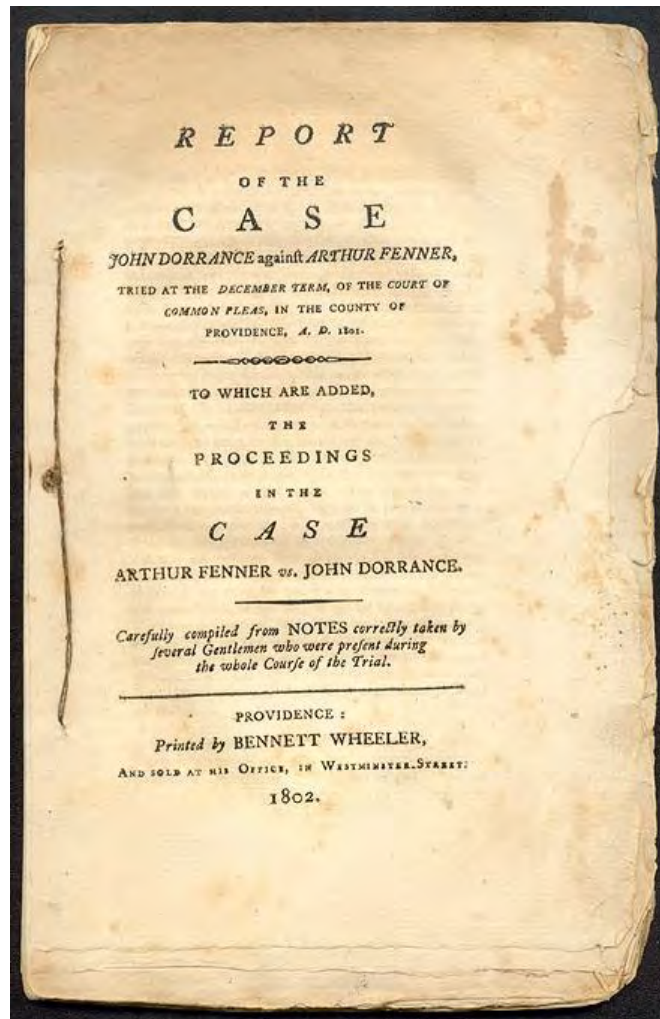 REPORT
OF THE
CASE
JOHN DORRANCE againſt ARTHUR FENNER,
TRIED AT THE DECEMBER TERM, OF THE COURT OF
COMMON PLEAS, IN THE COUNTY OF
PROVIDENCE, A. D. 1801.
TO WHICH ARE ADDED,
THE
PROCEEDINGS
IN THE
CASE
ARTHUR FENNER vs. JOHN DORRANCE.
Carefully compiled from NOTES correctly taken by
ſeveral Gentlemen who were preſent during
the whole Courſe of the Trial.
PROVIDENCE:
Printed by BENNETT WHEELER,
AND SOLD AT HIS OFFICE, IN WESTMINSTER-STREET.
1802.